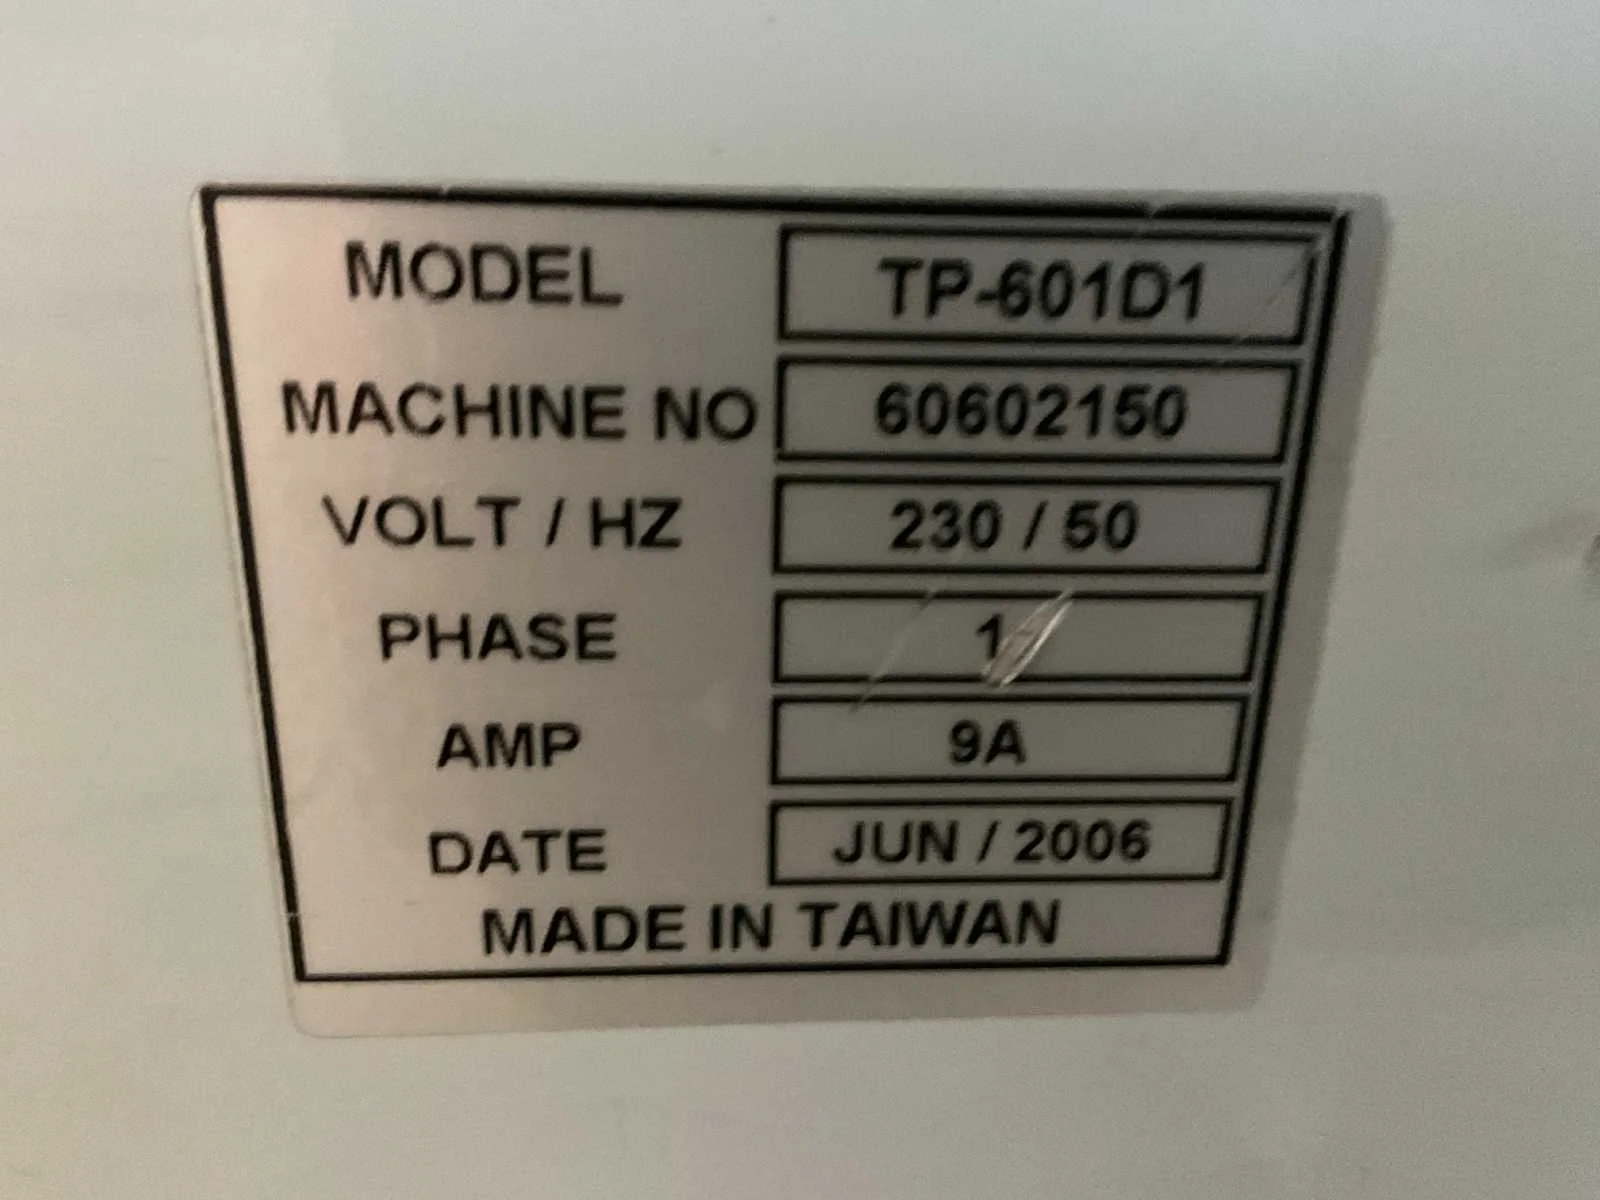 MODEL TP-601D1
MACHINE NO 60602150
VOLT / HZ 230 / 50
PHASE 1
AMP 9A
DATE JUN / 2006
MADE IN TAIWAN